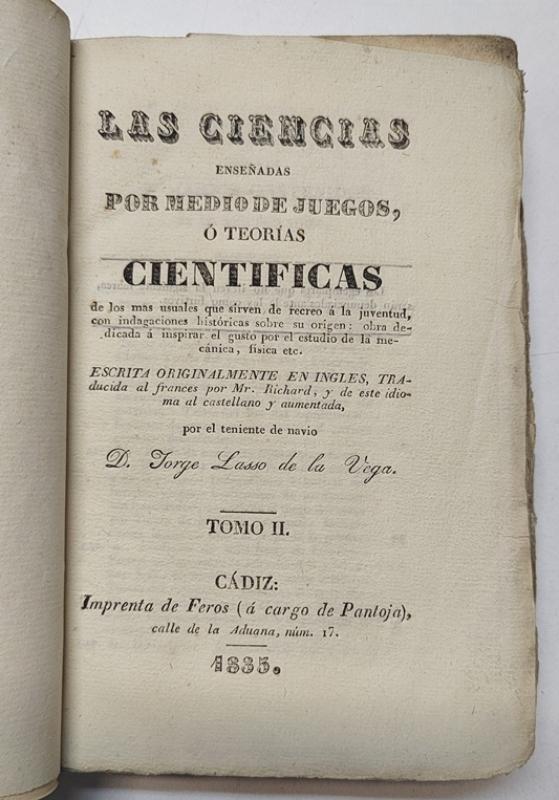 LAS CIENCIAS
ENSEÑADAS
POR MEDIO DE JUEGOS,
Ó TEORÍAS
CIENTIFICAS
de los mas usuales que sirven de recreo á la juventud,
con indagaciones históricas sobre su origen: obra de-
dicada á inspirar el gusto por el estudio de la me-
cánica, física etc.
ESCRITA ORIGINALMENTE EN INGLES, TRA-
ducida al frances por Mr. Richard, y de este idio-
ma al castellano y aumentada,
por el teniente de navio
D. Jorge Lasso de la Vega.
TOMO II.
CÁDIZ:
Imprenta de Feros (á cargo de Pantoja),
calle de la Aduana, núm. 17.
1835.